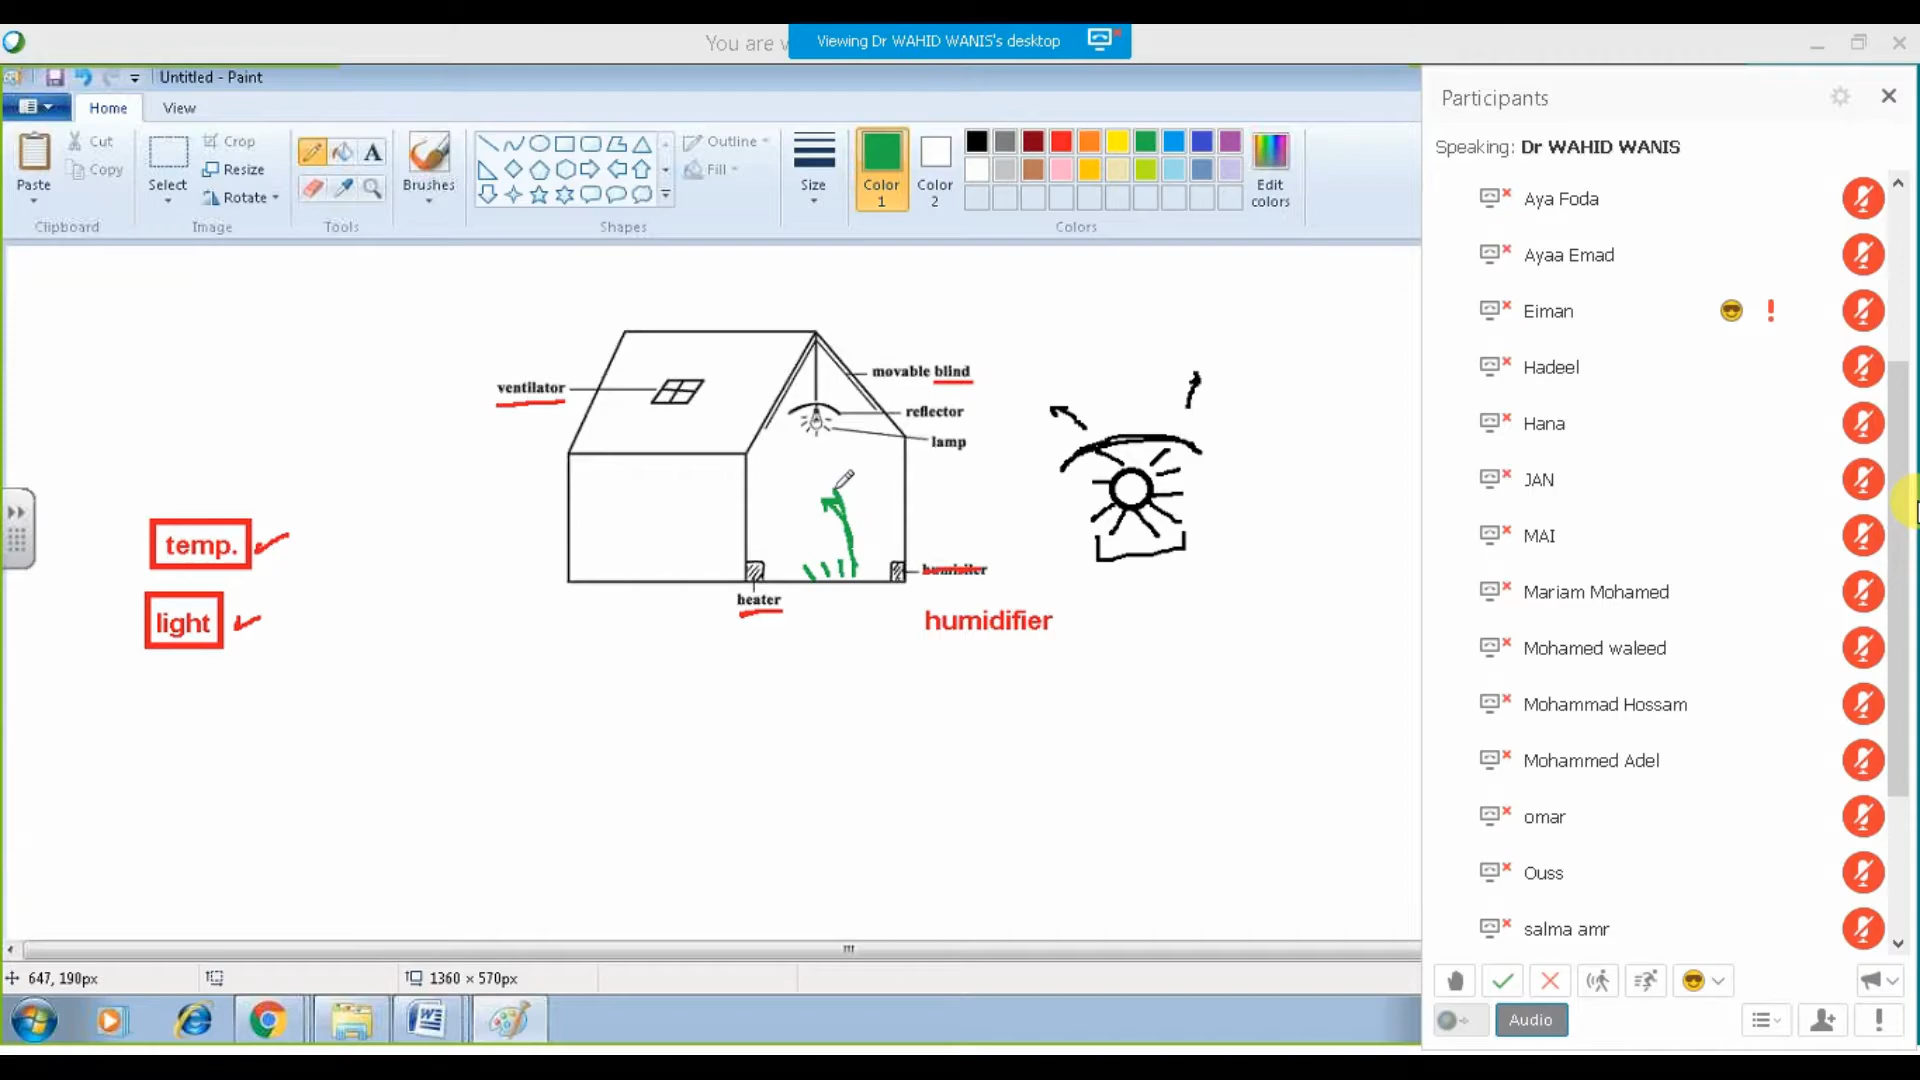 You are v
Viewing Dr WAHID WANIS's desktop
Untitled - Paint
Home
View
Paste
Cut
Copy
Clipboard
Select
Crop
Resize
Rotate
Image
A
Tools
Brushes
Outline
Fill
Shapes
Size
Color
1
Color
2
Edit
colors
Colors
ventilator
movable blind
reflector
lamp
temp.
light
heater
humidifier
647, 190px
1360 × 570px
Participants
Speaking: Dr WAHID WANIS
Aya Foda
Ayaa Emad
Eiman
Hadeel
Hana
JAN
MAI
Mariam Mohamed
Mohamed waleed
Mohammad Hossam
Mohammed Adel
omar
Ouss
salma amr
Audio